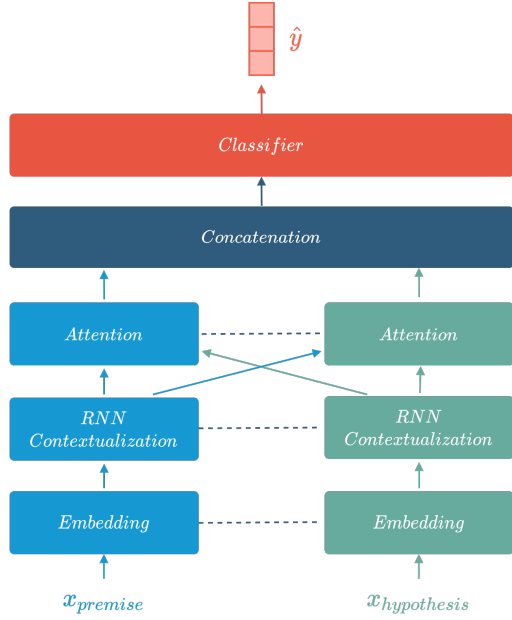 ŷ
Classifier
Concatenation
Attention
Attention
RNN
Contextualization
RNN
Contextualization
Embedding
Embedding
x_premise
x_hypothesis